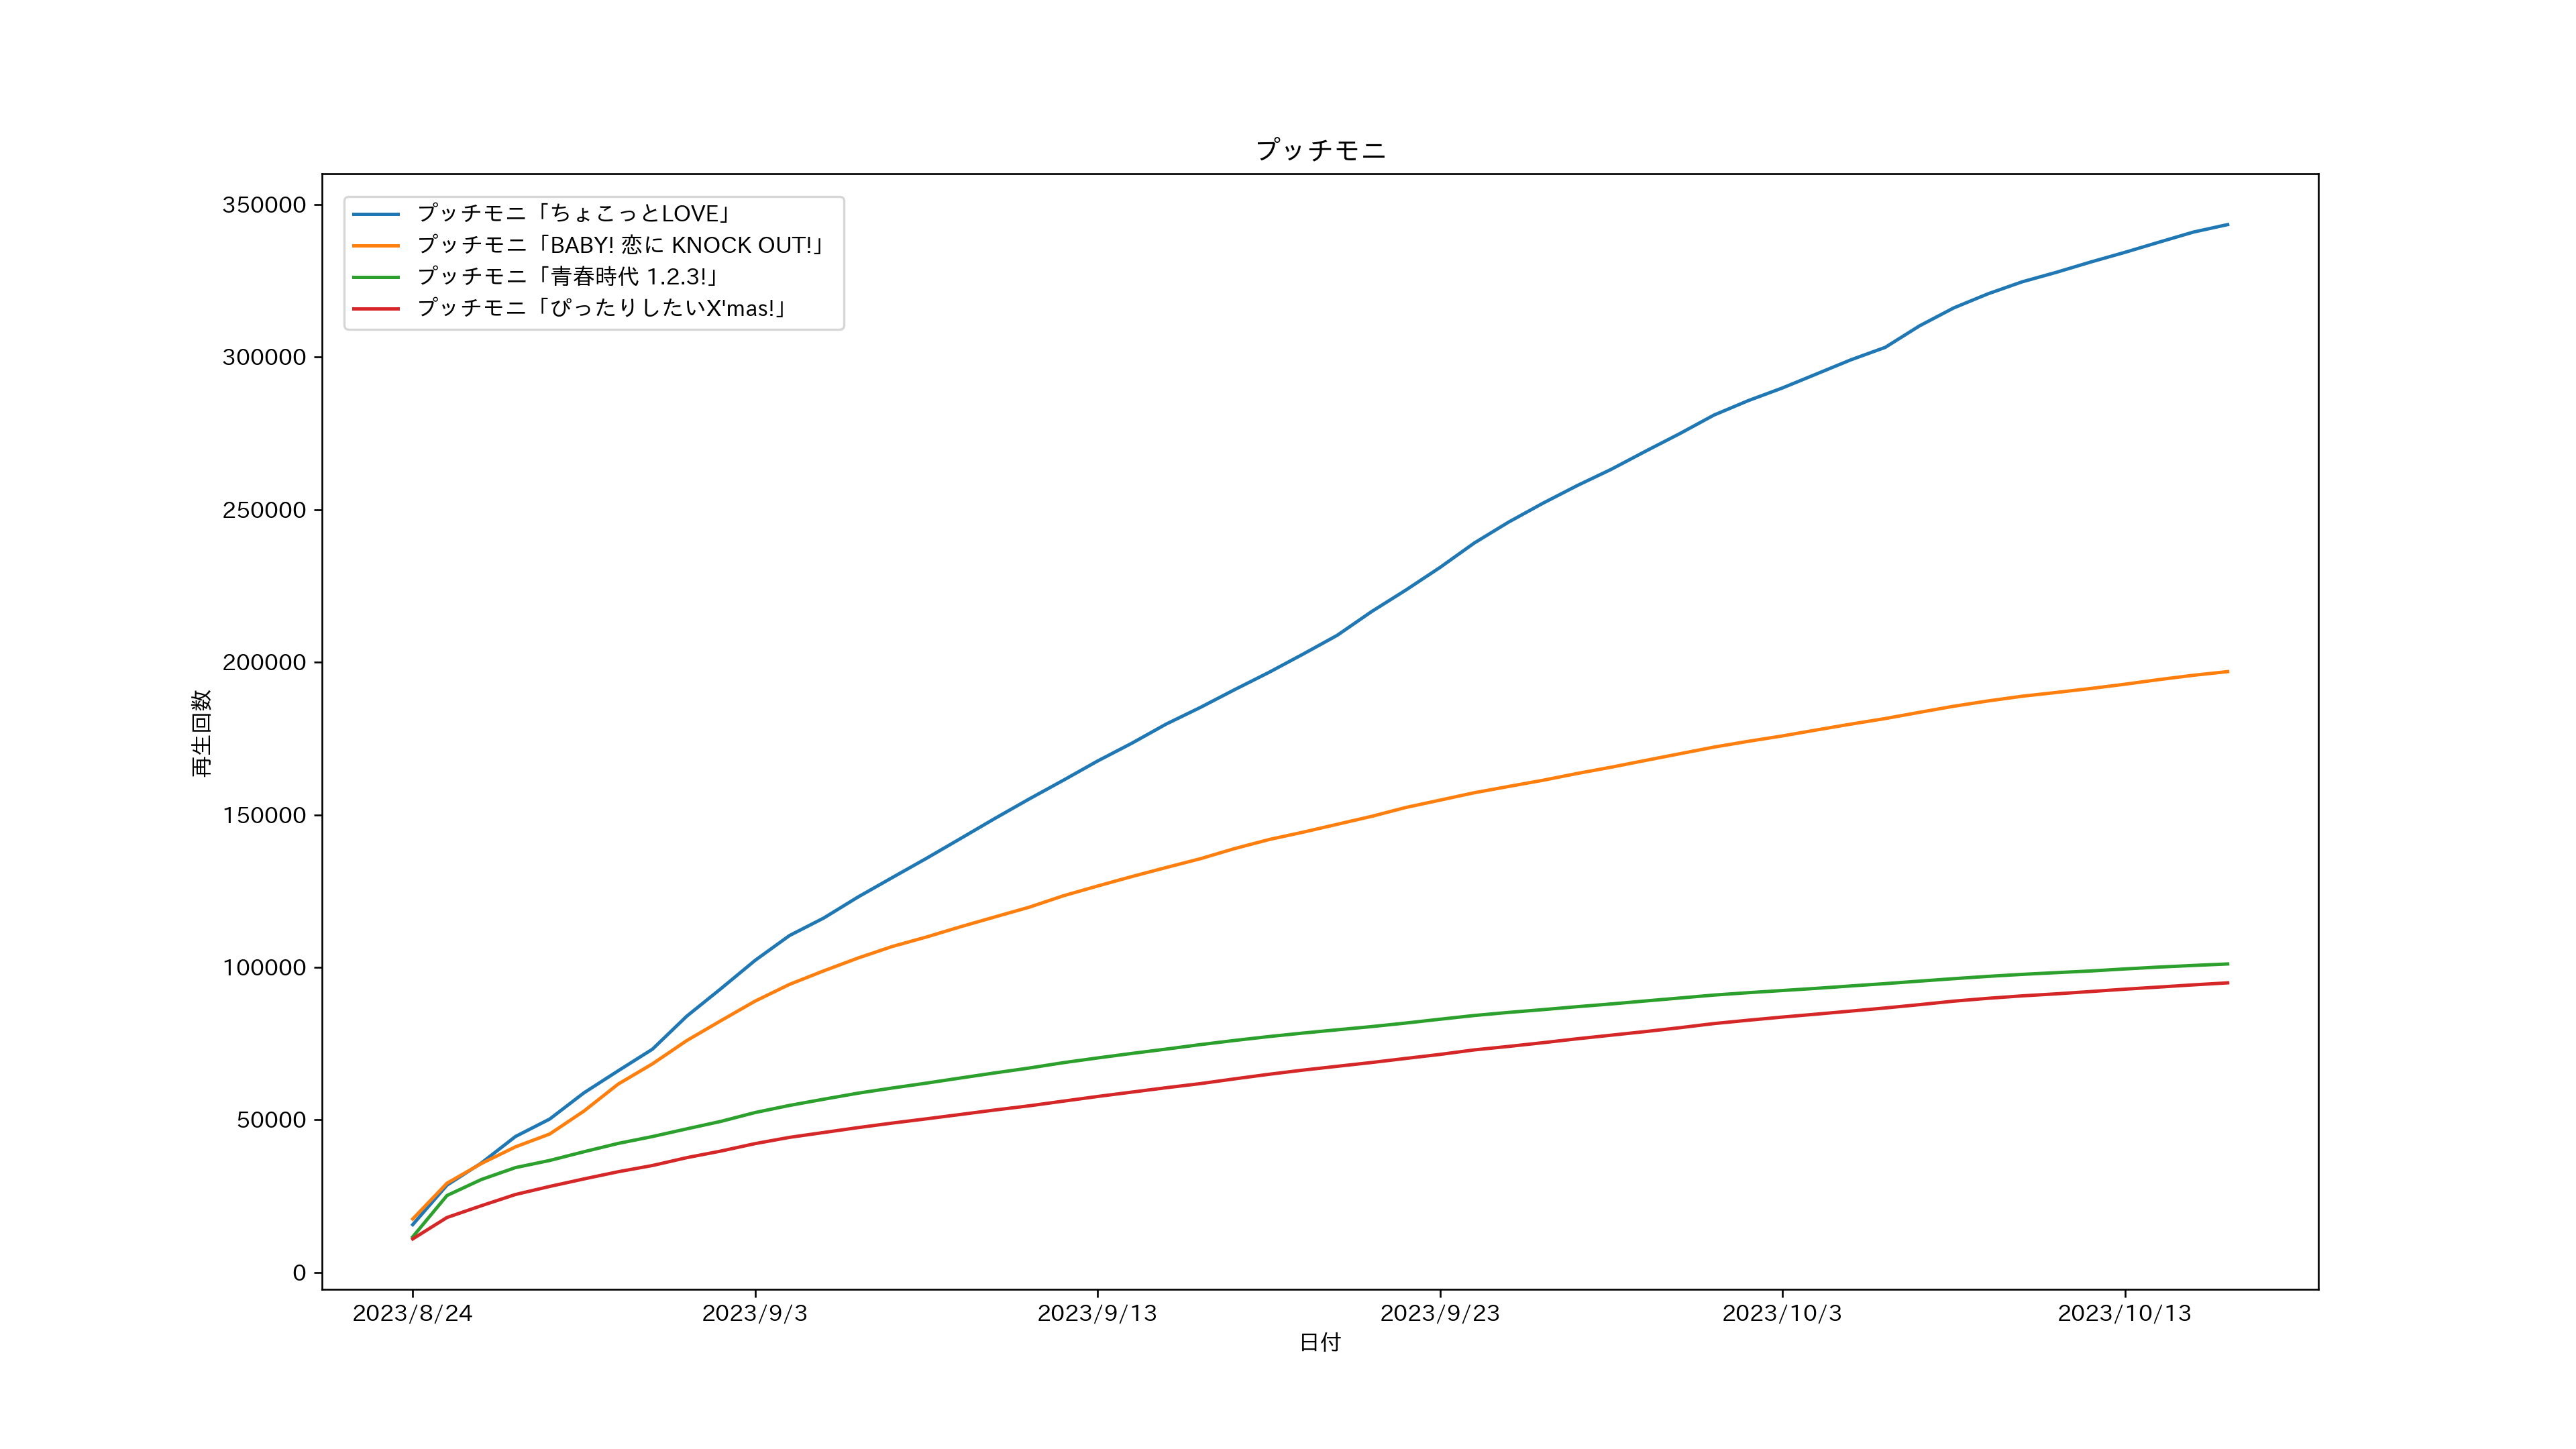 プッチモニ
プッチモニ「ちょこっとLOVE」
プッチモニ「BABY! 恋に KNOCK OUT!」
プッチモニ「青春時代 1.2.3!」
プッチモニ「ぴったりしたいX'mas!」
350000
300000
250000
200000
150000
100000
50000
0
再生回数
2023/8/24
2023/9/3
2023/9/13
2023/9/23
2023/10/3
2023/10/13
日付